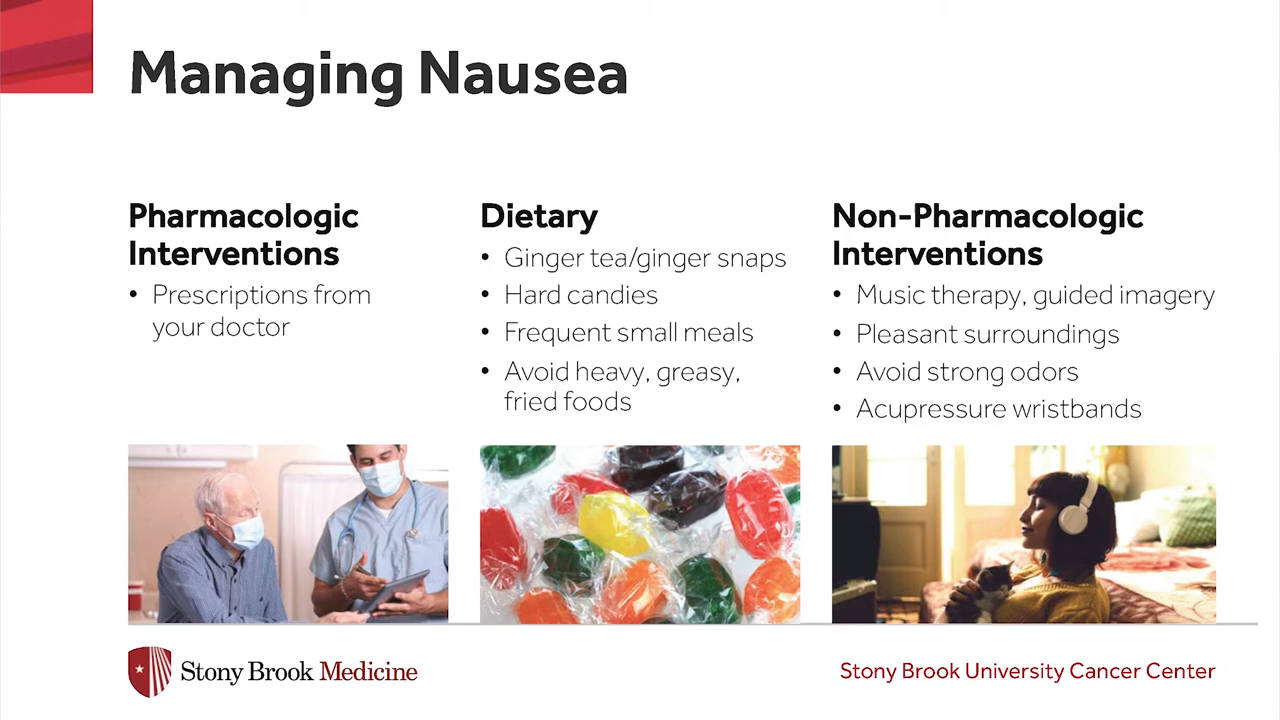 Managing Nausea
Pharmacologic
Interventions
• Prescriptions from
your doctor
Dietary
• Ginger tea/ginger snaps
• Hard candies
• Frequent small meals
• Avoid heavy, greasy,
fried foods
Non-Pharmacologic
Interventions
• Music therapy, guided imagery
• Pleasant surroundings
• Avoid strong odors
• Acupressure wristbands
Stony Brook Medicine
Stony Brook University Cancer Center